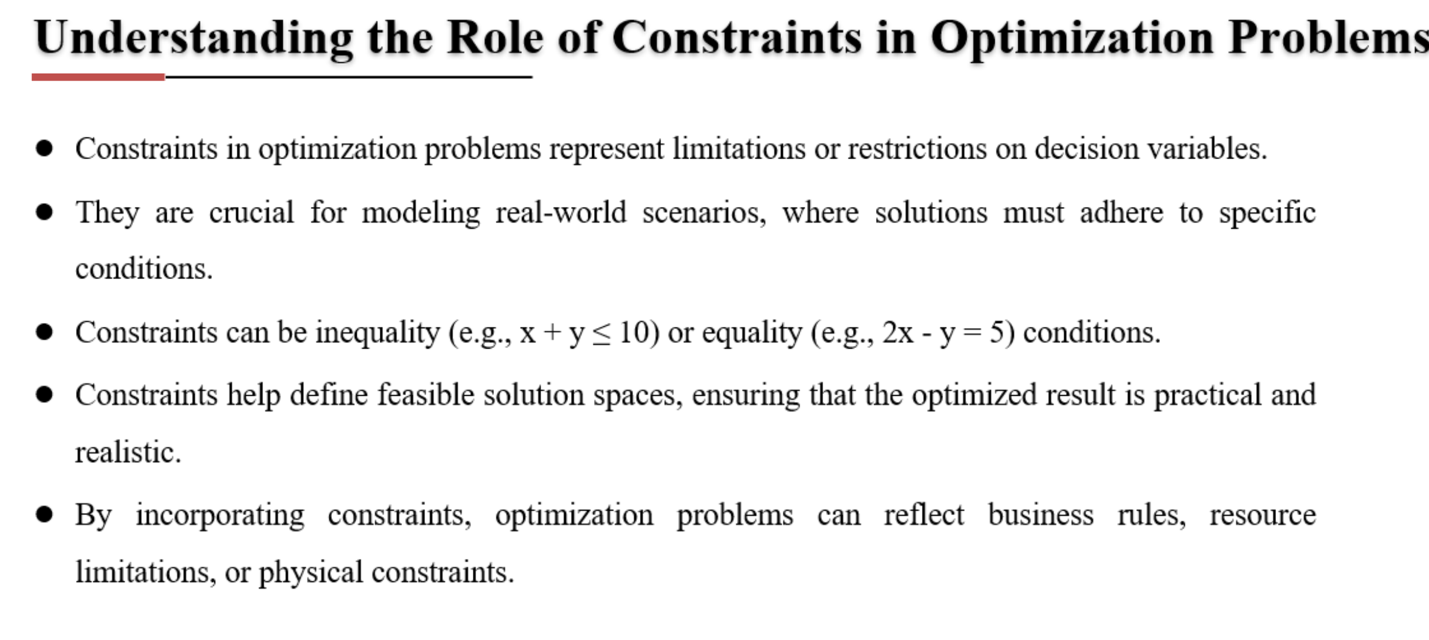 Understanding the Role of Constraints in Optimization Problems
● Constraints in optimization problems represent limitations or restrictions on decision variables.
● They are crucial for modeling real-world scenarios, where solutions must adhere to specific
conditions.
● Constraints can be inequality (e.g., x + y ≤ 10) or equality (e.g., 2x - y = 5) conditions.
● Constraints help define feasible solution spaces, ensuring that the optimized result is practical and
realistic.
● By incorporating constraints, optimization problems can reflect business rules, resource
limitations, or physical constraints.